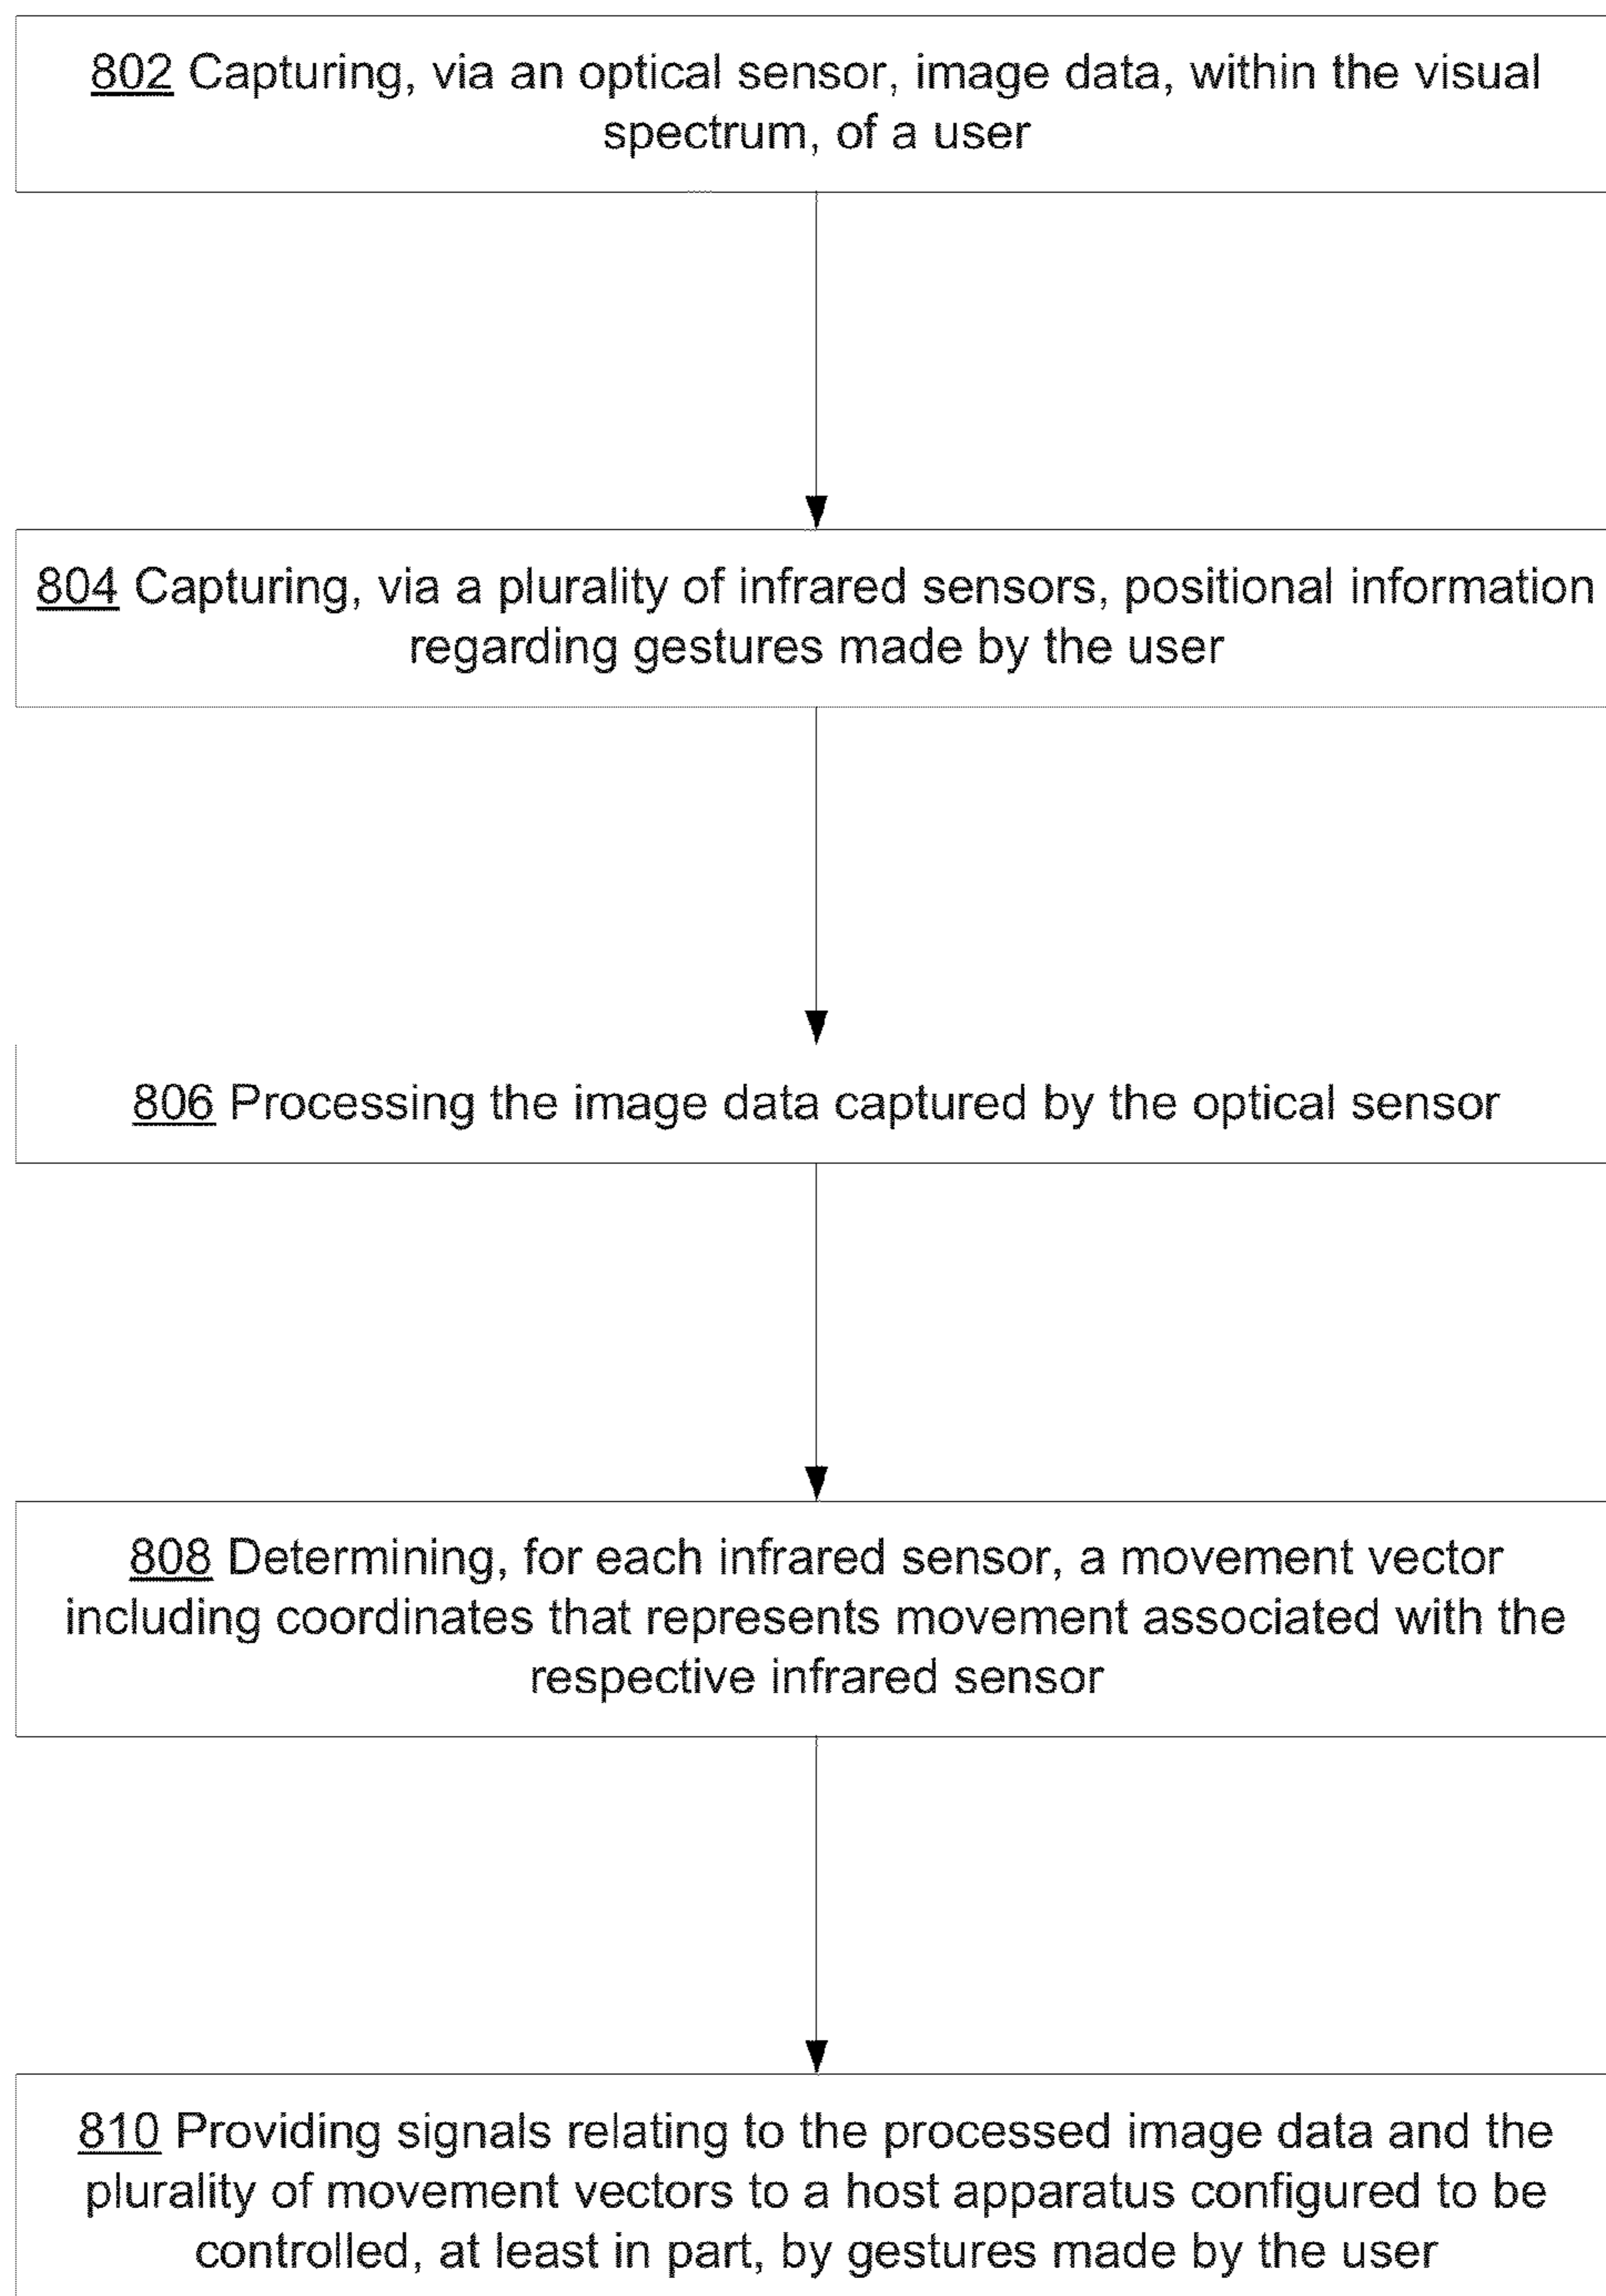 802 Capturing, via an optical sensor, image data, within the visual
spectrum, of a user
804 Capturing, via a plurality of infrared sensors, positional information
regarding gestures made by the user
806 Processing the image data captured by the optical sensor
808 Determining, for each infrared sensor, a movement vector
including coordinates that represents movement associated with the
respective infrared sensor
810 Providing signals relating to the processed image data and the
plurality of movement vectors to a host apparatus configured to be
controlled, at least in part, by gestures made by the user